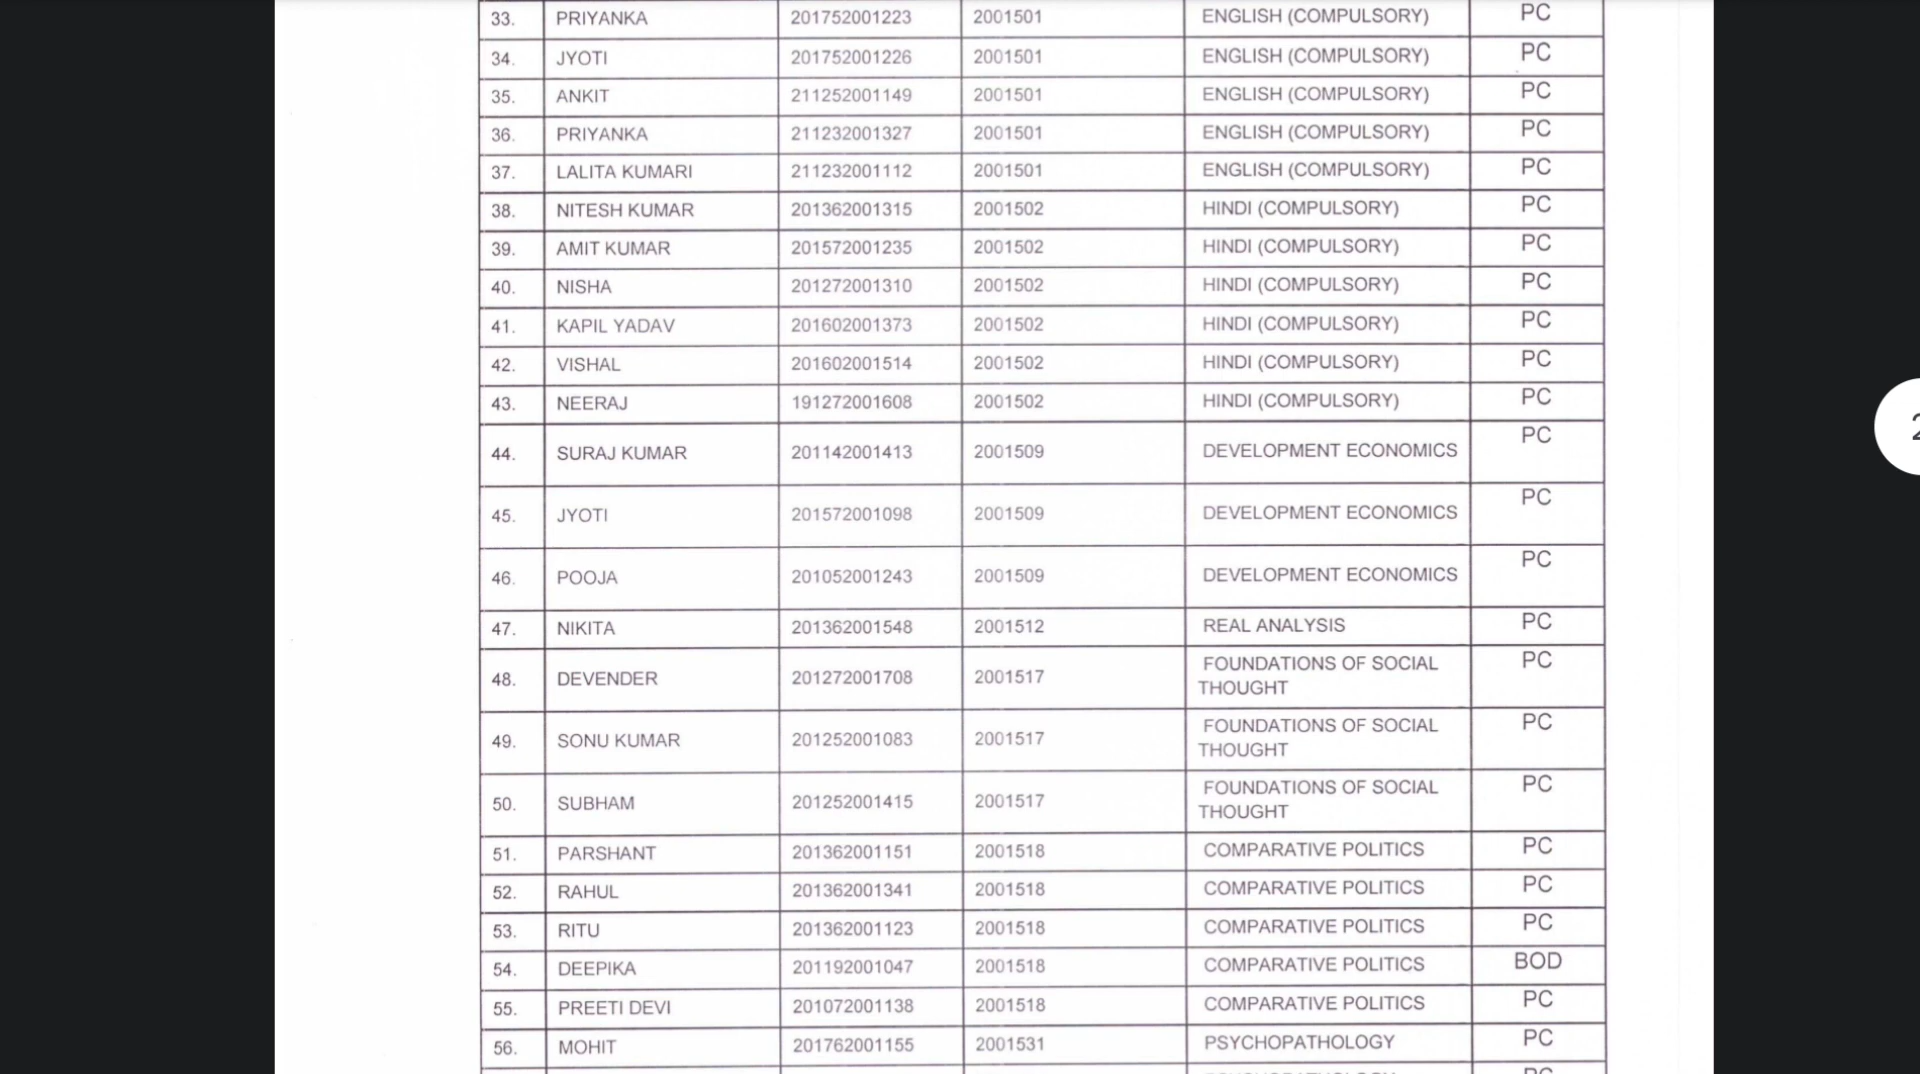 33. PRIYANKA 201752001223 2001501 ENGLISH (COMPULSORY) PC
34. JYOTI 201752001226 2001501 ENGLISH (COMPULSORY) PC
35. ANKIT 211252001149 2001501 ENGLISH (COMPULSORY) PC
36. PRIYANKA 211232001327 2001501 ENGLISH (COMPULSORY) PC
37. LALITA KUMARI 211232001112 2001501 ENGLISH (COMPULSORY) PC
38. NITESH KUMAR 201362001315 2001502 HINDI (COMPULSORY) PC
39. AMIT KUMAR 201572001235 2001502 HINDI (COMPULSORY) PC
40. NISHA 201272001310 2001502 HINDI (COMPULSORY) PC
41. KAPIL YADAV 201602001373 2001502 HINDI (COMPULSORY) PC
42. VISHAL 201602001514 2001502 HINDI (COMPULSORY) PC
43. NEERAJ 191272001608 2001502 HINDI (COMPULSORY) PC
44. SURAJ KUMAR 201142001413 2001509 DEVELOPMENT ECONOMICS PC
45. JYOTI 201572001098 2001509 DEVELOPMENT ECONOMICS PC
46. POOJA 201052001243 2001509 DEVELOPMENT ECONOMICS PC
47. NIKITA 201362001548 2001512 REAL ANALYSIS PC
48. DEVENDER 201272001708 2001517 FOUNDATIONS OF SOCIAL PC
THOUGHT
49. SONU KUMAR 201252001083 2001517 FOUNDATIONS OF SOCIAL PC
THOUGHT
50. SUBHAM 201252001415 2001517 FOUNDATIONS OF SOCIAL PC
THOUGHT
51. PARSHANT 201362001151 2001518 COMPARATIVE POLITICS PC
52. RAHUL 201362001341 2001518 COMPARATIVE POLITICS PC
53. RITU 201362001123 2001518 COMPARATIVE POLITICS PC
54. DEEPIKA 201192001047 2001518 COMPARATIVE POLITICS BOD
55. PREETI DEVI 201072001138 2001518 COMPARATIVE POLITICS PC
56. MOHIT 201762001155 2001531 PSYCHOPATHOLOGY PC
2